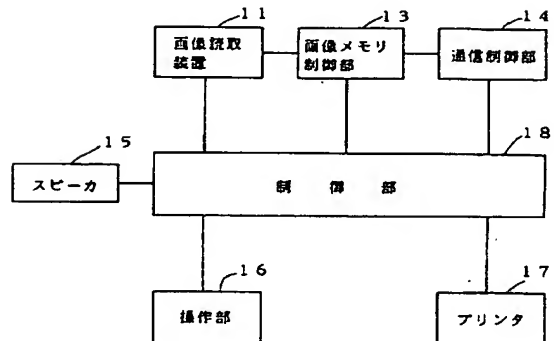 11
13
14
画像読取
装置
画像メモリ
制御部
通信制御部
15
18
スピーカ
制 御 部
16
17
操作部
プリンタ